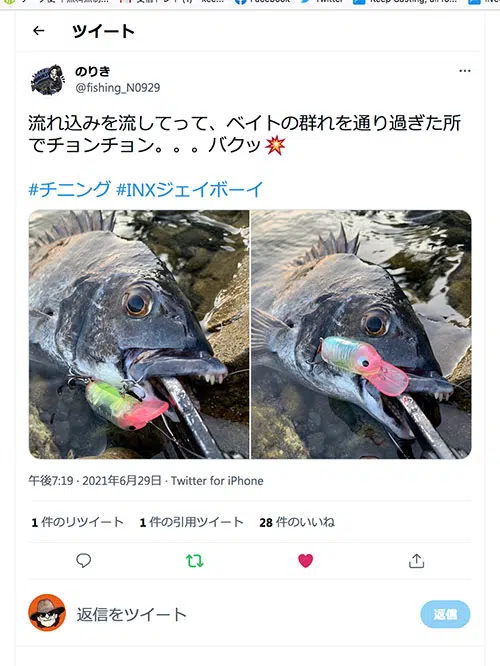 ツイート
のりき
@fishing_N0929
流れ込みを流してって、ベイトの群れを通り過ぎた所
でチョンチョン。。。バクッ💥
#チニング #INXジェイボーイ
午後7:19 · 2021年6月29日 · Twitter for iPhone
1 件のリツイート 1 件の引用ツイート 28 件のいいね
返信をツイート
返信